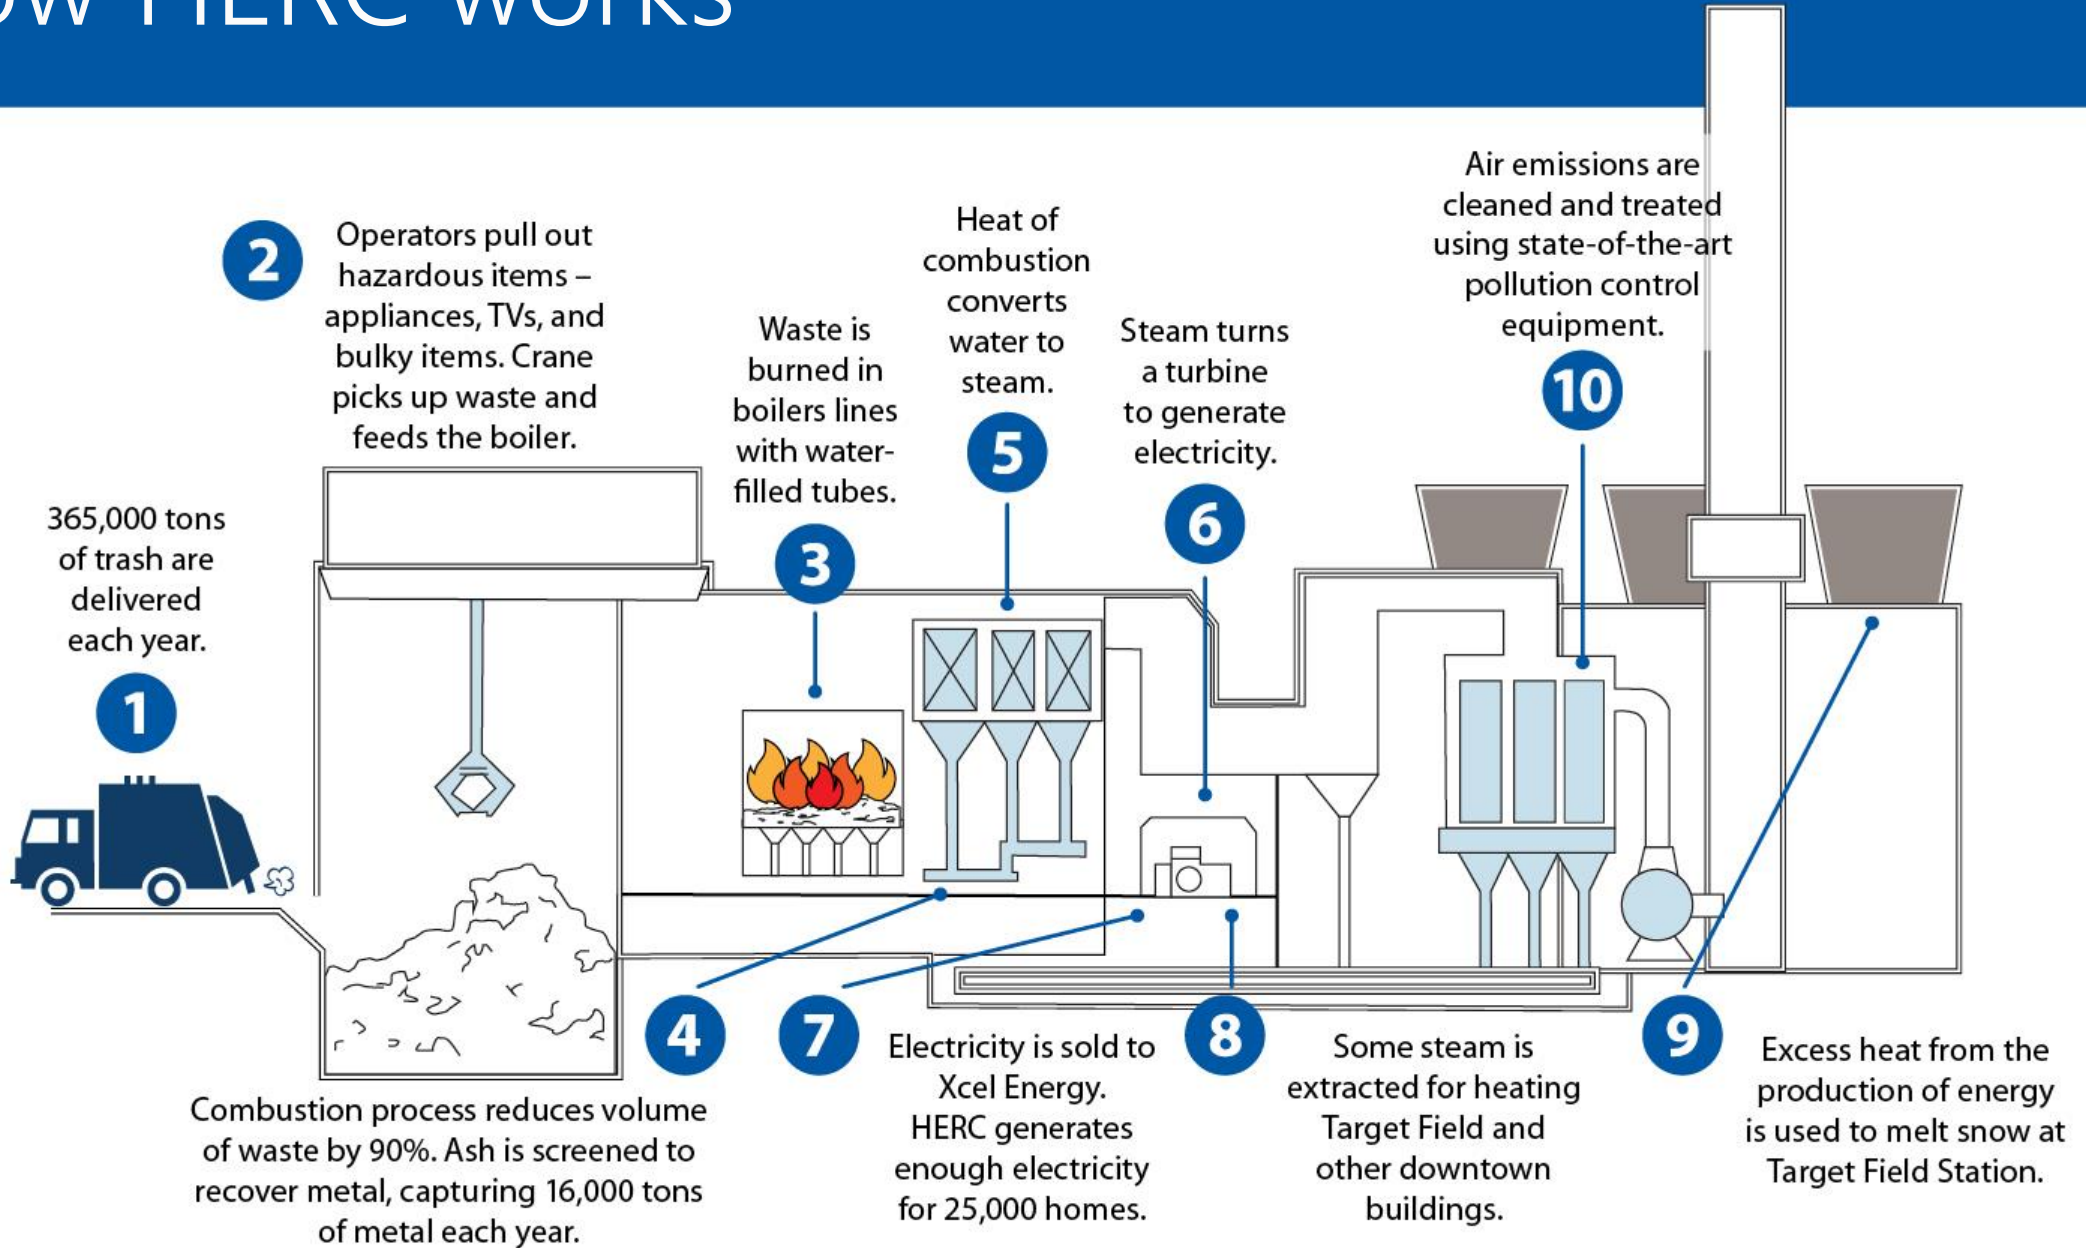 HERC Works
1
365,000 tons
of trash are
delivered
each year.
2
Operators pull out
hazardous items –
appliances, TVs, and
bulky items. Crane
picks up waste and
feeds the boiler.
3
Waste is
burned in
boilers lines
with water-
filled tubes.
4
Combustion process reduces volume
of waste by 90%. Ash is screened to
recover metal, capturing 16,000 tons
of metal each year.
5
Heat of
combustion
converts
water to
steam.
6
Steam turns
a turbine
to generate
electricity.
7
Electricity is sold to
Xcel Energy.
HERC generates
enough electricity
for 25,000 homes.
8
Some steam is
extracted for heating
Target Field and
other downtown
buildings.
9
Excess heat from the
production of energy
is used to melt snow at
Target Field Station.
10
Air emissions are
cleaned and treated
using state-of-the-art
pollution control
equipment.